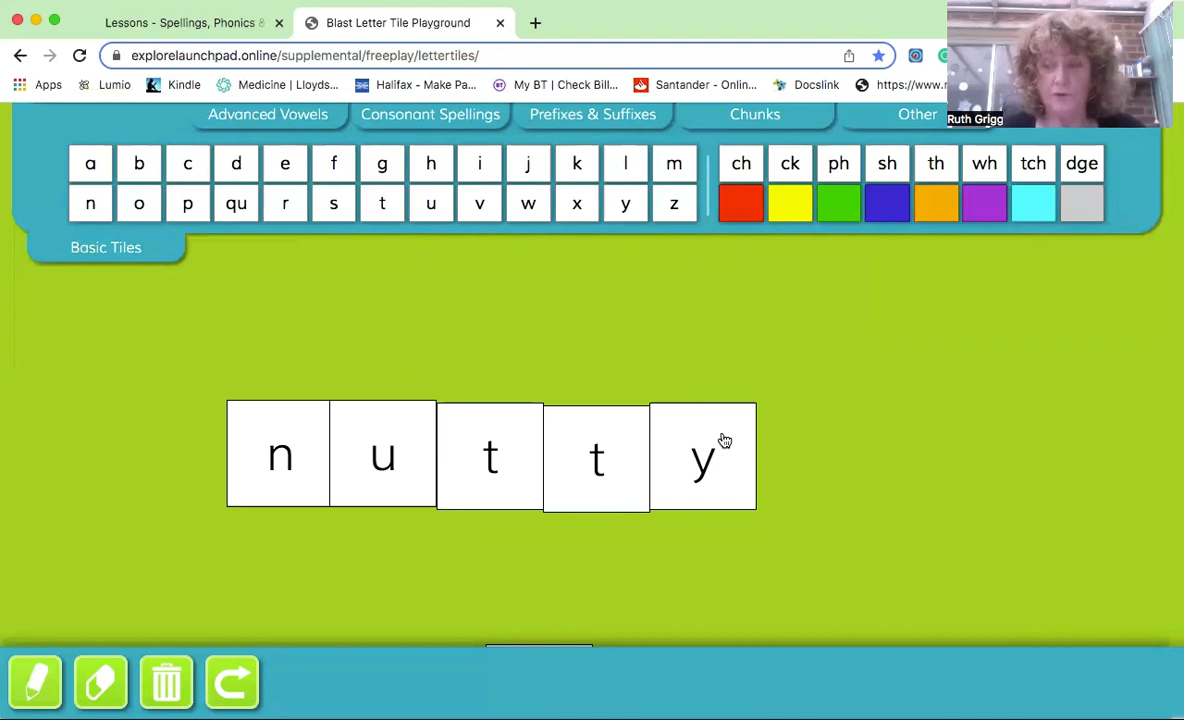 Lessons - Spellings, Phonics &
Blast Letter Tile Playground
explorelaunchpad.online/supplemental/freeplay/lettertiles/
Apps Lumio Kindle Medicine | Lloyds... Halifax - Make Pa... My BT | Check Bill... Santander - Onlin... Docslink https://www.r
Ruth Grigg
Advanced Vowels Consonant Spellings Prefixes & Suffixes Chunks Other
a b c d e f g h i j k l m ch ck ph sh th wh tch dge
n o p qu r s t u v w x y z
Basic Tiles
n u t t y